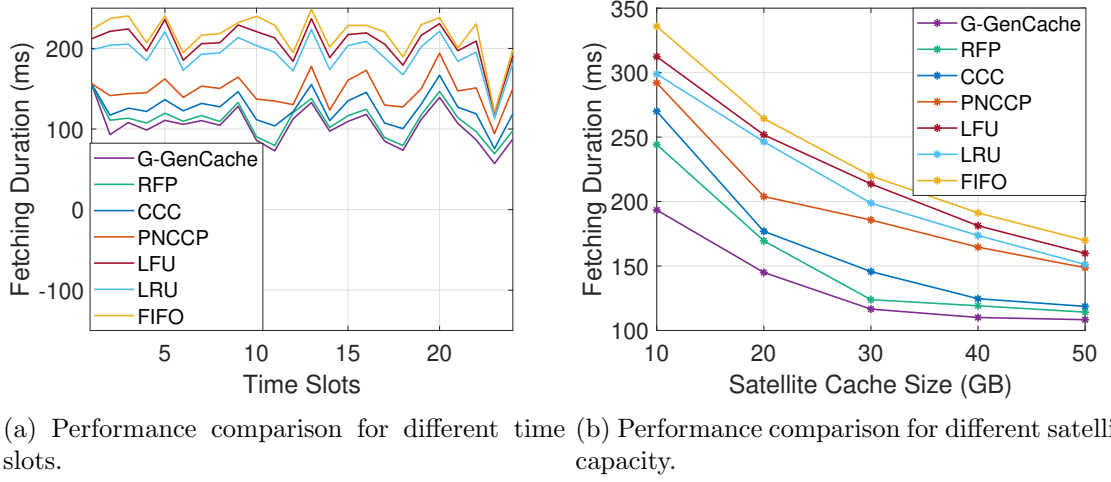 Fetching Duration (ms)
200
100
0
-100
G-GenCache
RFP
CCC
PNCCP
LFU
LRU
FIFO
5
10
15
20
Time Slots
Fetching Duration (ms)
350
300
250
200
150
100
G-GenCache
RFP
CCC
PNCCP
LFU
LRU
FIFO
10
20
30
40
50
Satellite Cache Size (GB)
(a) Performance comparison for different time
slots.
(b) Performance comparison for different satelli
capacity.